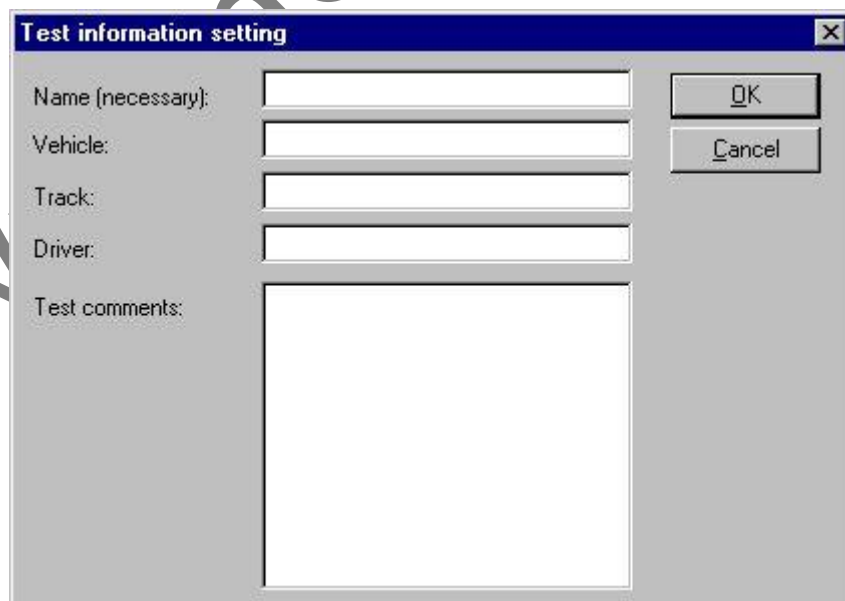 Test information setting
Name (necessary):
OK
Vehicle:
Cancel
Track:
Driver:
Test comments: